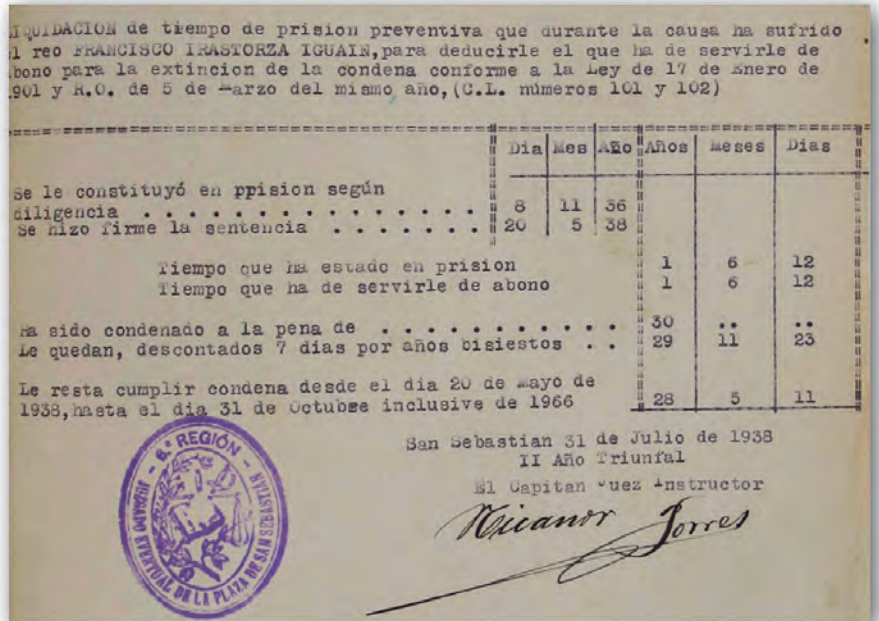 IQUIDACION de tiempo de prision preventiva que durante la causa ha sufrido
l reo FRANCISCO IRASTORZA IGUAIN,para deducirle el que ha de servirle de
bono para la extincion de la condena conforme a la Ley de 17 de Enero de
901 y R.O. de 5 de Marzo del mismo año,(C.L. números 101 y 102)
Dia Mes Año Años Meses Dias
Se le constituyó en ppision según
diligencia . . . . . . . . . . . . . . . 8 11 36
Se hizo firme la sentencia . . . . . . . 20 5 38
Tiempo que ha estado en prision 1 6 12
Tiempo que ha de servirle de abono 1 6 12
Ha sido condenado a la pena de . . . . . . . . . . . 30 .. ..
Le quedan, descontados 7 dias por años bisiestos . . 29 11 23
Le resta cumplir condena desde el dia 20 de Mayo de
1938,hasta el dia 31 de Octubse inclusive de 1966 28 5 11
San Sebastian 31 de Julio de 1938
II Año Triunfal
El Capitan Juez Instructor
Nicanor Torres
6.ª REGIÓN
JUZGADO EVENTUAL DE LA PLAZA DE SAN SEBASTIAN